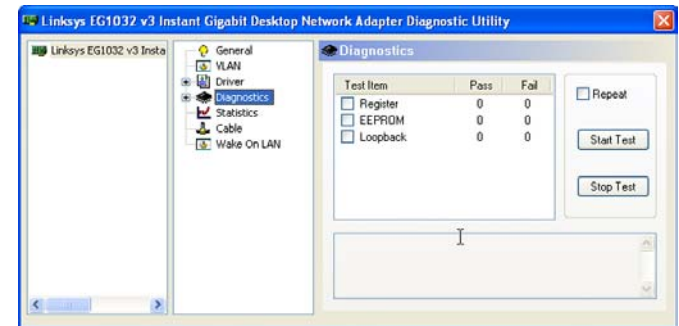 Linksys EG1032 v3 Instant Gigabit Desktop Network Adapter Diagnostic Utility
Linksys EG1032 v3 Insta
General
VLAN
Driver
Diagnostics
Statistics
Cable
Wake On LAN
Diagnostics
Test Item Pass Fail
Register 0 0
EEPROM 0 0
Loopback 0 0
Repeat
Start Test
Stop Test